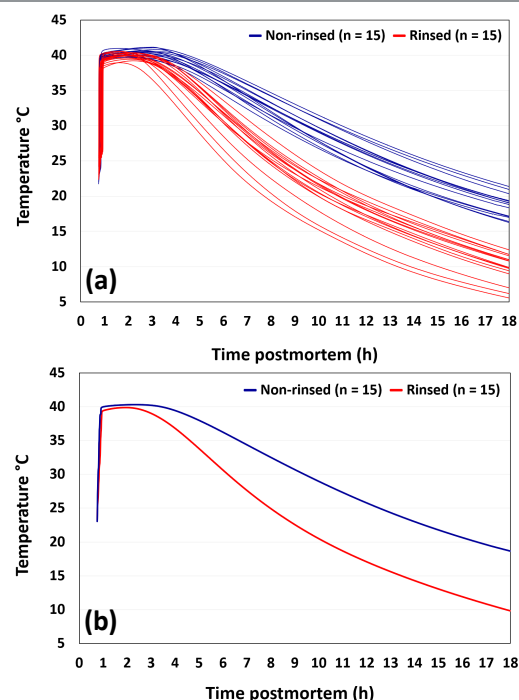 45
Non-rinsed (n = 15) Rinsed (n = 15)
40
35
30
25
20
15
10
5
Temperature °C
(a)
0 1 2 3 4 5 6 7 8 9 10 11 12 13 14 15 16 17 18
Time postmortem (h)
45
Non-rinsed (n = 15) Rinsed (n = 15)
40
35
30
25
20
15
10
5
Temperature °C
(b)
0 1 2 3 4 5 6 7 8 9 10 11 12 13 14 15 16 17 18
Time postmortem (h)